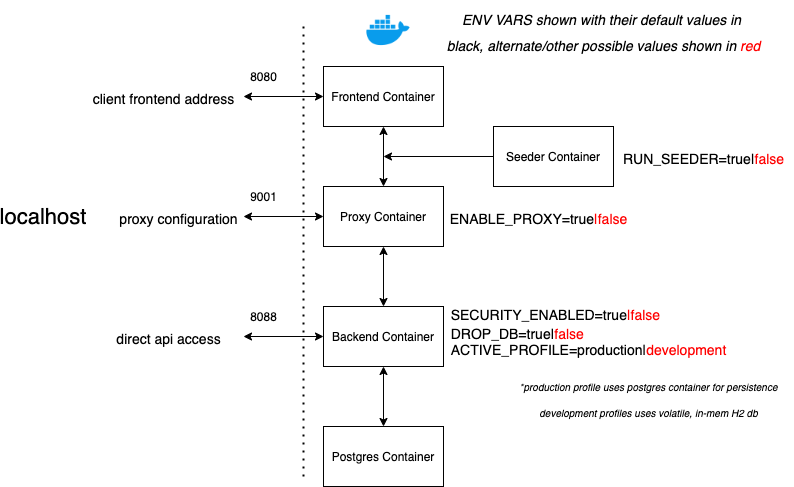 ENV VARS shown with their default values in
black, alternate/other possible values shown in red
8080
client frontend address
Frontend Container
Seeder Container
RUN_SEEDER=true|false
9001
localhost
proxy configuration
Proxy Container
ENABLE_PROXY=true|false
8088
direct api access
Backend Container
SECURITY_ENABLED=true|false
DROP_DB=true|false
ACTIVE_PROFILE=production|development
*production profile uses postgres container for persistence
development profiles uses volatile, in-mem H2 db
Postgres Container